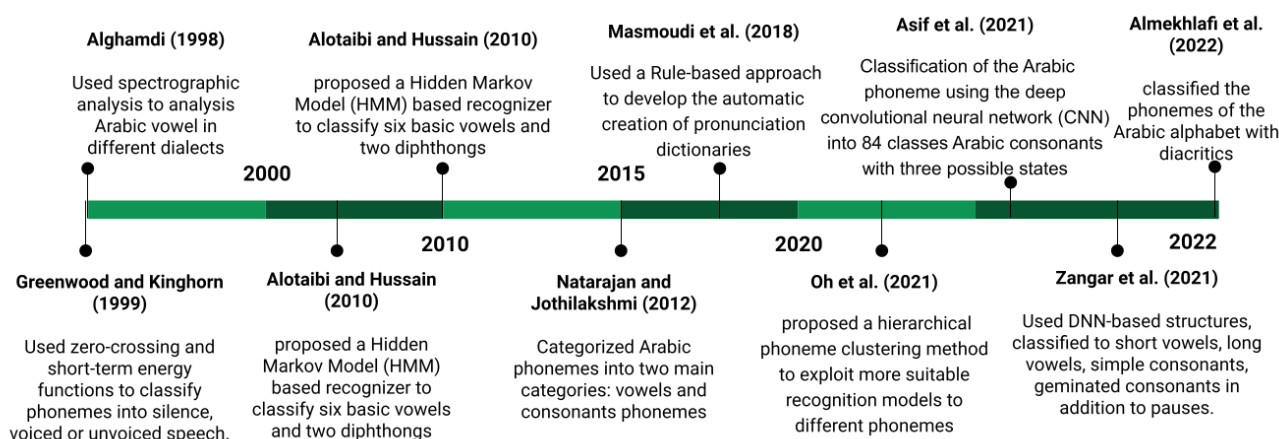 Alghamdi (1998)
Used spectrographic
analysis to analysis
Arabic vowel in
different dialects
Alotaibi and Hussain (2010)
proposed a Hidden Markov
Model (HMM) based recognizer
to classify six basic vowels and
two diphthongs
Masmoudi et al. (2018)
Used a Rule-based approach
to develop the automatic
creation of pronunciation
dictionaries
Asif et al. (2021)
Classification of the Arabic
phoneme using the deep
convolutional neural network (CNN)
into 84 classes Arabic consonants
with three possible states
Almekhlafi et al.
(2022)
classified the
phonemes of the
Arabic alphabet with
diacritics
2000
2015
2010
2020
2022
Greenwood and Kinghorn
(1999)
Used zero-crossing and
short-term energy
functions to classify
phonemes into silence,
voiced or unvoiced speech.
Alotaibi and Hussain
(2010)
proposed a Hidden
Markov Model (HMM)
based recognizer to
classify six basic vowels
and two diphthongs
Natarajan and
Jothilakshmi (2012)
Categorized Arabic
phonemes into two main
categories: vowels and
consonants phonemes
Oh et al. (2021)
proposed a hierarchical
phoneme clustering method
to exploit more suitable
recognition models to
different phonemes
Zangar et al. (2021)
Used DNN-based structures,
classified to short vowels, long
vowels, simple consonants,
geminated consonants in
addition to pauses.